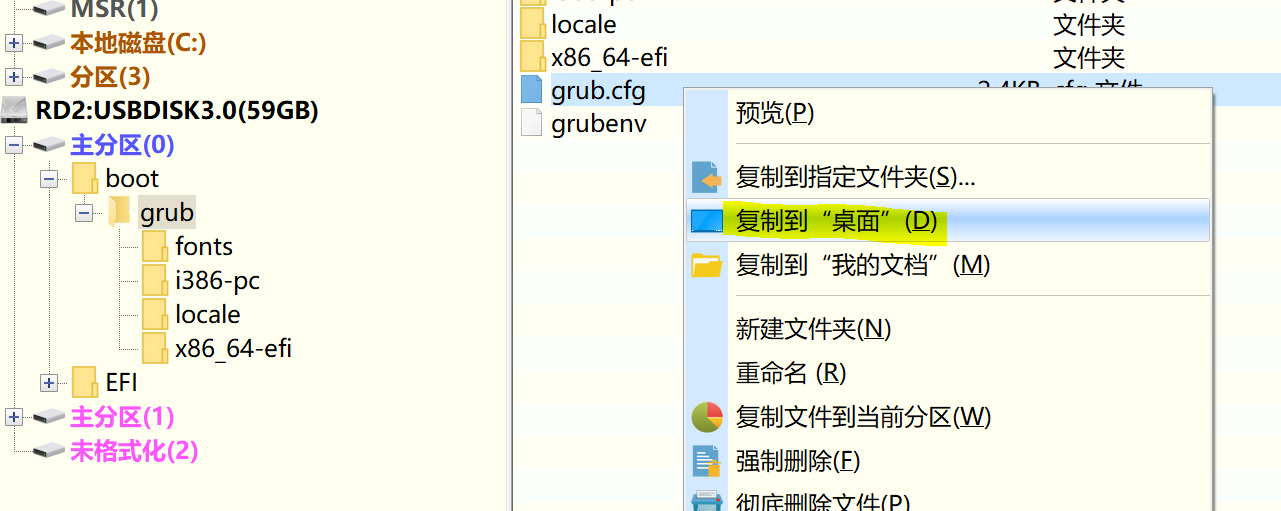 MSR(1)
本地磁盘(C:)
分区(3)
RD2:USBDISK3.0(59GB)
主分区(0)
boot
grub
fonts
i386-pc
locale
x86_64-efi
EFI
主分区(1)
未格式化(2)
locale 文件夹
x86_64-efi 文件夹
grub.cfg 2.4KB cfg 文件
grubenv
预览(P)
复制到指定文件夹(S)...
复制到“桌面”(D)
复制到“我的文档”(M)
新建文件夹(N)
重命名 (R)
复制文件到当前分区(W)
强制删除(F)
彻底删除文件(P)